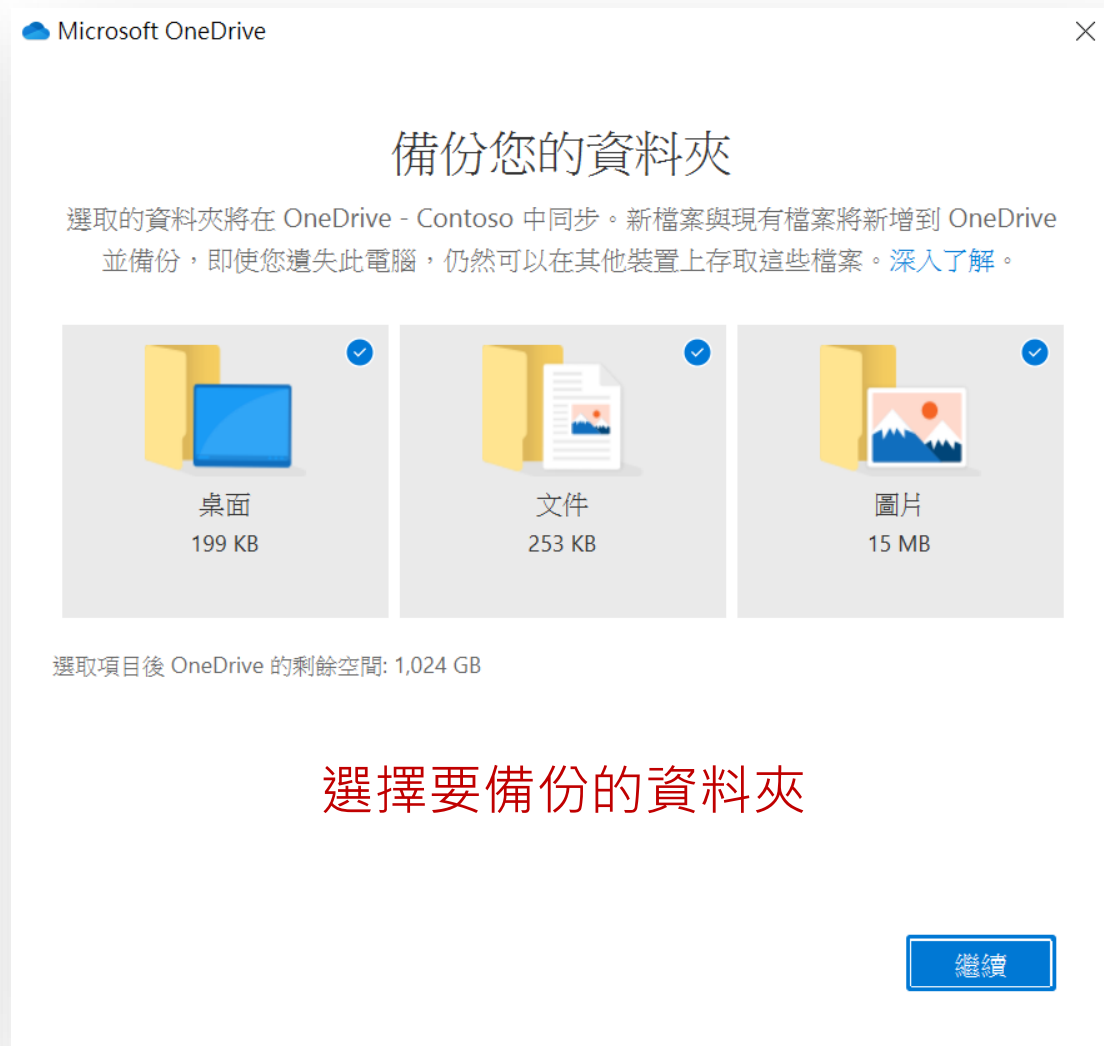 Microsoft OneDrive
備份您的資料夾
選取的資料夾將在 OneDrive - Contoso 中同步。新檔案與現有檔案將新增到 OneDrive
並備份，即使您遺失此電腦，仍然可以在其他裝置上存取這些檔案。深入了解。
桌面
199 KB
文件
253 KB
圖片
15 MB
選取項目後 OneDrive 的剩餘空間: 1,024 GB
選擇要備份的資料夾
繼續